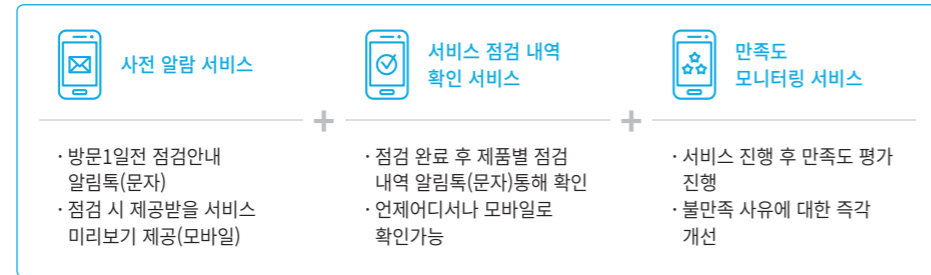 사전 알람 서비스
· 방문1일전 점검안내
알림톡(문자)
· 점검 시 제공받을 서비스
미리보기 제공(모바일)
+
서비스 점검 내역
확인 서비스
· 점검 완료 후 제품별 점검
내역 알림톡(문자)통해 확인
· 언제어디서나 모바일로
확인가능
+
만족도
모니터링 서비스
· 서비스 진행 후 만족도 평가
진행
· 불만족 사유에 대한 즉각
개선